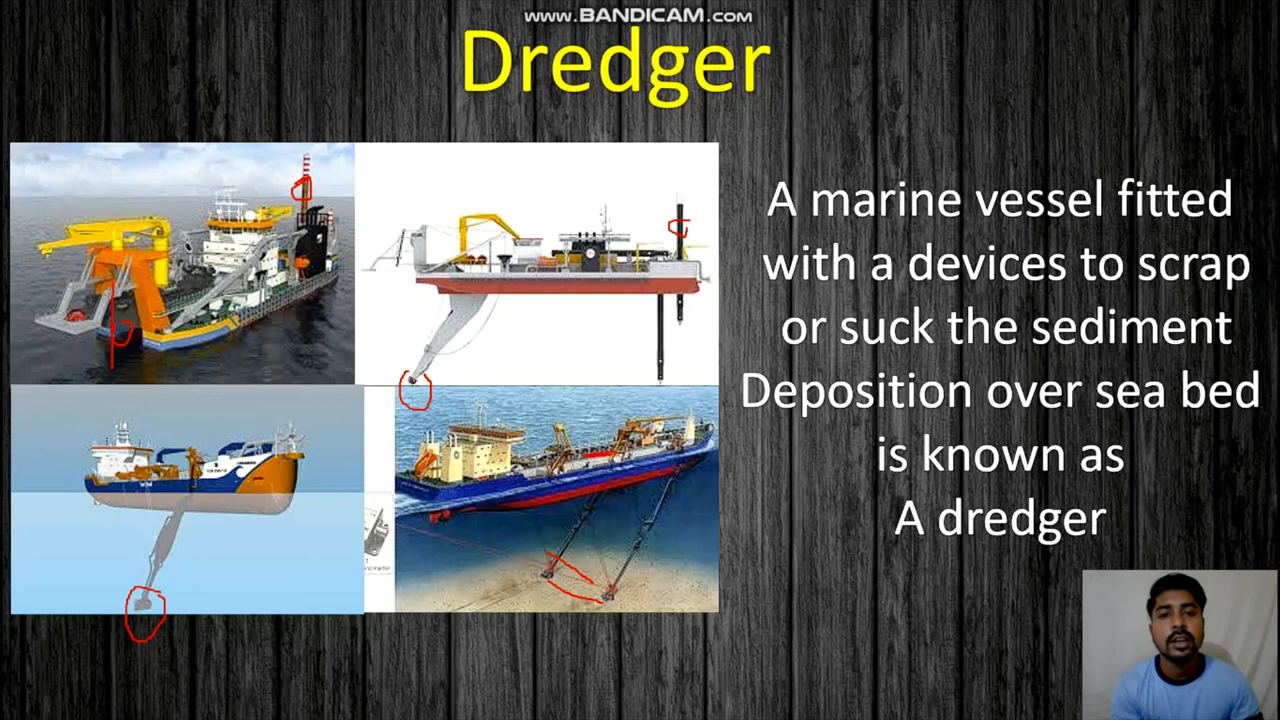 www.BANDICAM.com
Dredger
A marine vessel fitted
with a devices to scrap
or suck the sediment
Deposition over sea bed
is known as
A dredger